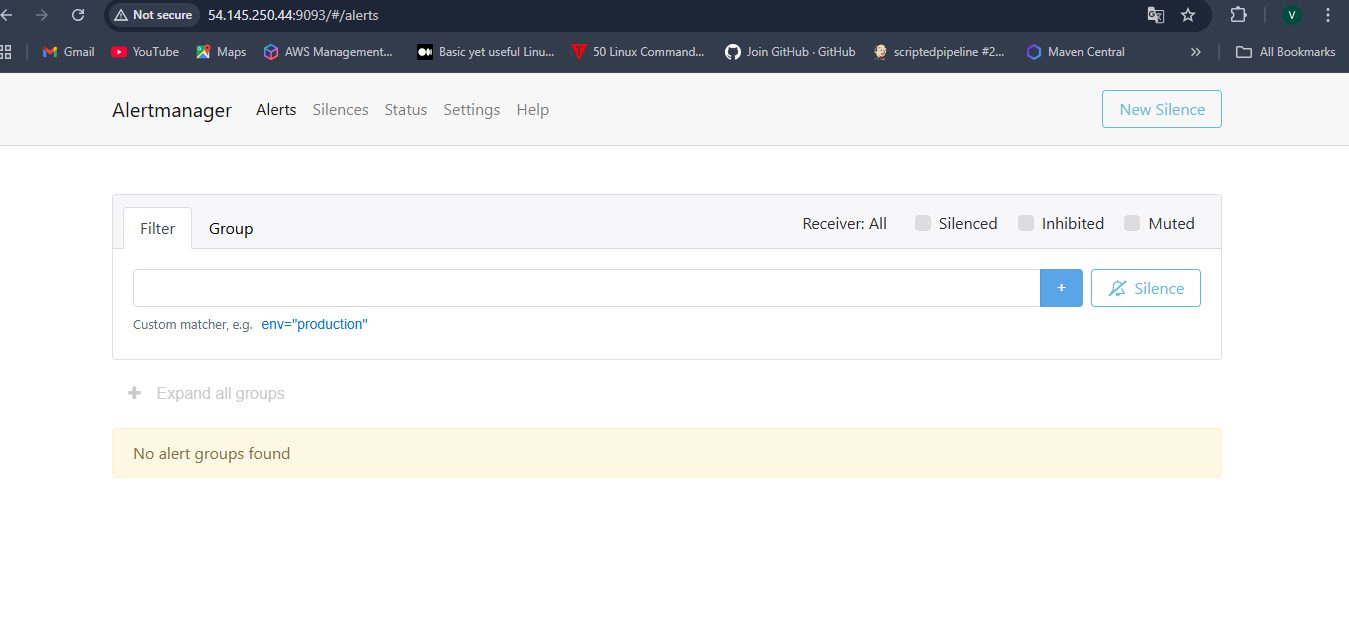 Not secure 54.145.250.44:9093/#/alerts V
Gmail YouTube Maps AWS Management... Basic yet useful Linu... 50 Linux Command... Join GitHub · GitHub scriptedpipeline #2... Maven Central » All Bookmarks
Alertmanager Alerts Silences Status Settings Help New Silence
Filter Group Receiver: All Silenced Inhibited Muted
+ Silence
Custom matcher, e.g. env="production"
+ Expand all groups
No alert groups found